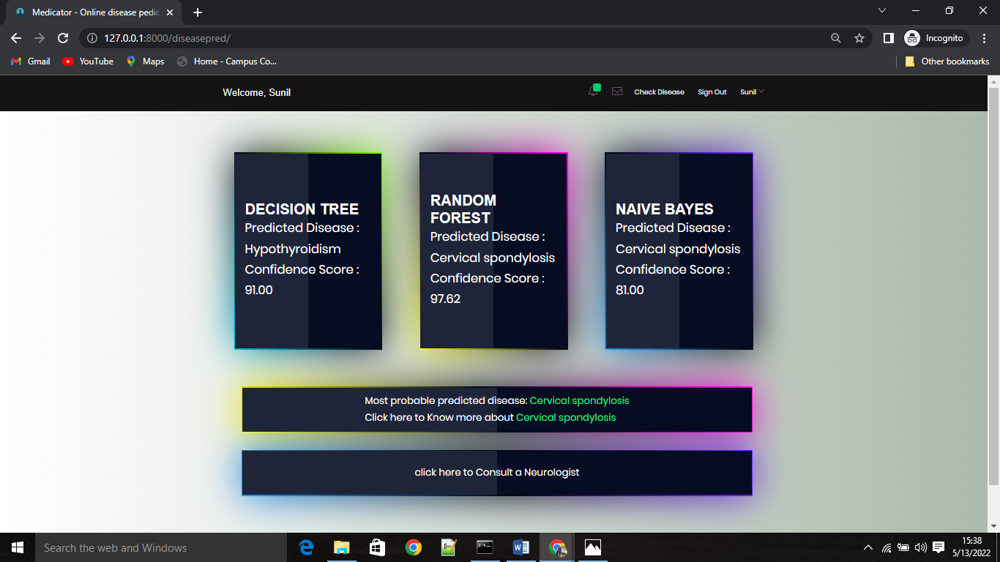 Medicator - Online disease pedic
127.0.0.1:8000/diseasepred/
Incognito
Gmail
YouTube
Maps
Home - Campus Co...
Other bookmarks
Welcome, Sunil
Check Disease
Sign Out
Sunil
DECISION TREE
Predicted Disease :
Hypothyroidism
Confidence Score :
91.00
RANDOM
FOREST
Predicted Disease :
Cervical spondylosis
Confidence Score :
97.62
NAIVE BAYES
Predicted Disease :
Cervical spondylosis
Confidence Score :
81.00
Most probable predicted disease: Cervical spondylosis
Click here to Know more about Cervical spondylosis
click here to Consult a Neurologist
Search the web and Windows
15:38
5/13/2022